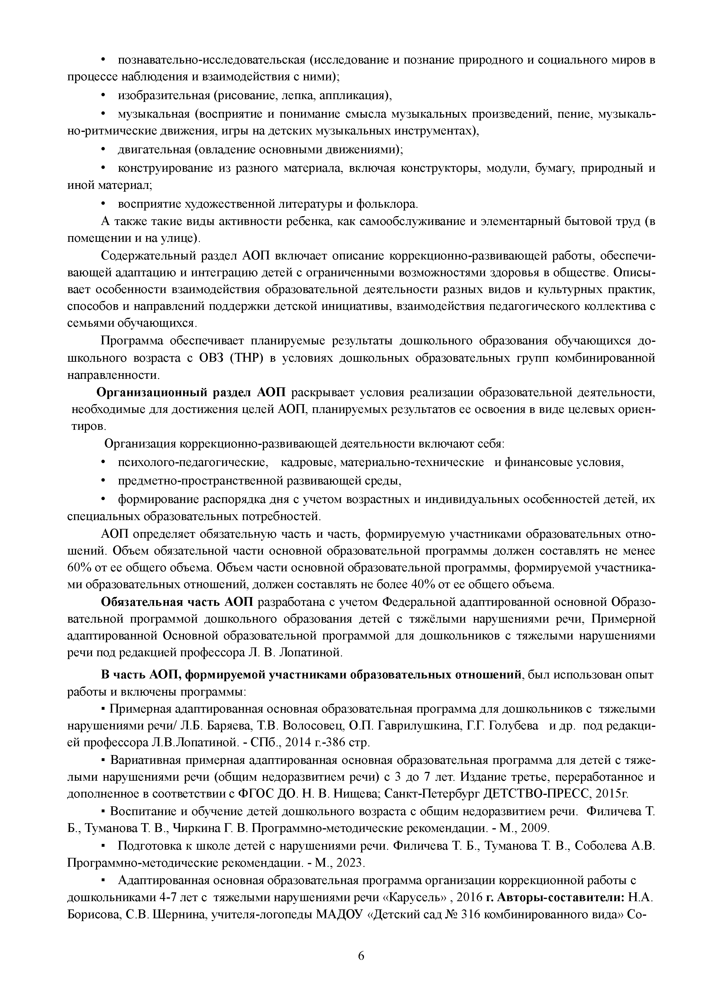 • познавательно-исследовательская (исследование и познание природного и социального миров в
процессе наблюдения и взаимодействия с ними);
• изобразительная (рисование, лепка, аппликация),
• музыкальная (восприятие и понимание смысла музыкальных произведений, пение, музыкаль-
но-ритмические движения, игры на детских музыкальных инструментах),
• двигательная (овладение основными движениями);
• конструирование из разного материала, включая конструкторы, модули, бумагу, природный и
иной материал;
• восприятие художественной литературы и фольклора.
А также такие виды активности ребенка, как самообслуживание и элементарный бытовой труд (в
помещении и на улице).
Содержательный раздел АОП включает описание коррекционно-развивающей работы, обеспечи-
вающей адаптацию и интеграцию детей с ограниченными возможностями здоровья в обществе. Описы-
вает особенности взаимодействия образовательной деятельности разных видов и культурных практик,
способов и направлений поддержки детской инициативы, взаимодействия педагогического коллектива с
семьями обучающихся.
Программа обеспечивает планируемые результаты дошкольного образования обучающихся до-
школьного возраста с ОВЗ (ТНР) в условиях дошкольных образовательных групп комбинированной
направленности.
Организационный раздел АОП раскрывает условия реализации образовательной деятельности,
необходимые для достижения целей АОП, планируемых результатов ее освоения в виде целевых ориен-
тиров.
Организация коррекционно-развивающей деятельности включают себя:
• психолого-педагогические, кадровые, материально-технические и финансовые условия,
• предметно-пространственной развивающей среды,
• формирование распорядка дня с учетом возрастных и индивидуальных особенностей детей, их
специальных образовательных потребностей.
АОП определяет обязательную часть и часть, формируемую участниками образовательных отно-
шений. Объем обязательной части основной образовательной программы должен составлять не менее
60% от ее общего объема. Объем части основной образовательной программы, формируемой участника-
ми образовательных отношений, должен составлять не более 40% от ее общего объема.
Обязательная часть АОП разработана с учетом Федеральной адаптированной основной Образо-
вательной программой дошкольного образования детей с тяжёлыми нарушениями речи, Примерной
адаптированной Основной образовательной программой для дошкольников с тяжелыми нарушениями
речи под редакцией профессора Л. В. Лопатиной.
В часть АОП, формируемой участниками образовательных отношений, был использован опыт
работы и включены программы:
▪ Примерная адаптированная основная образовательная программа для дошкольников с тяжелыми
нарушениями речи/ Л.Б. Баряева, Т.В. Волосовец, О.П. Гаврилушкина, Г.Г. Голубева и др. под редакци-
ей профессора Л.В.Лопатиной. - СПб., 2014 г.-386 стр.
▪ Вариативная примерная адаптированная основная образовательная программа для детей с тяже-
лыми нарушениями речи (общим недоразвитием речи) с 3 до 7 лет. Издание третье, переработанное и
дополненное в соответствии с ФГОС ДО. Н. В. Нищева; Санкт-Петербург ДЕТСТВО-ПРЕСС, 2015г.
▪ Воспитание и обучение детей дошкольного возраста с общим недоразвитием речи. Филичева Т.
Б., Туманова Т. В., Чиркина Г. В. Программно-методические рекомендации. - М., 2009.
▪ Подготовка к школе детей с нарушениями речи. Филичева Т. Б., Туманова Т. В., Соболева А.В.
Программно-методические рекомендации. - М., 2023.
▪ Адаптированная основная образовательная программа организации коррекционной работы с
дошкольниками 4-7 лет с тяжелыми нарушениями речи «Карусель» , 2016 г. Авторы-составители: Н.А.
Борисова, С.В. Шернина, учителя-логопеды МАДОУ «Детский сад № 316 комбинированного вида» Со-
6